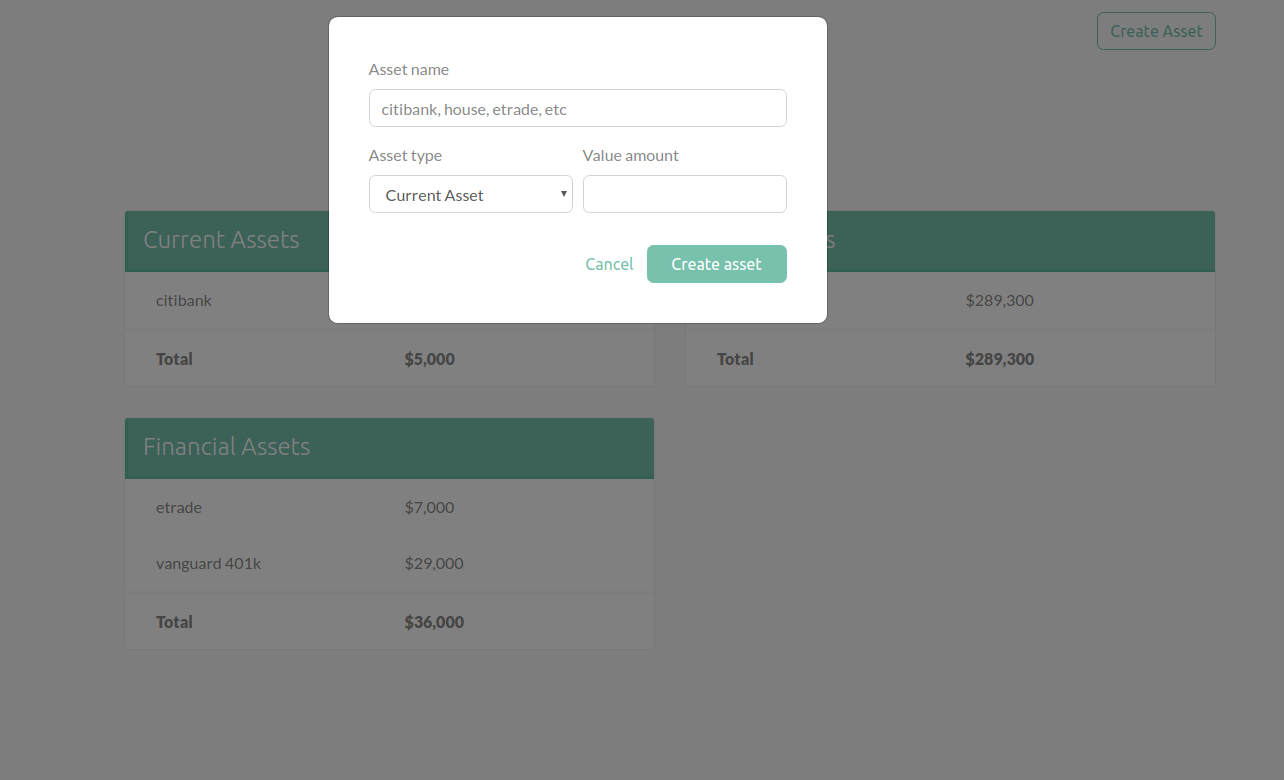 Create Asset
Asset name
citibank, house, etrade, etc
Asset type
Value amount
Current Asset
Cancel
Create asset
Current Assets
citibank
Total $5,000
s
$289,300
Total $289,300
Financial Assets
etrade $7,000
vanguard 401k $29,000
Total $36,000